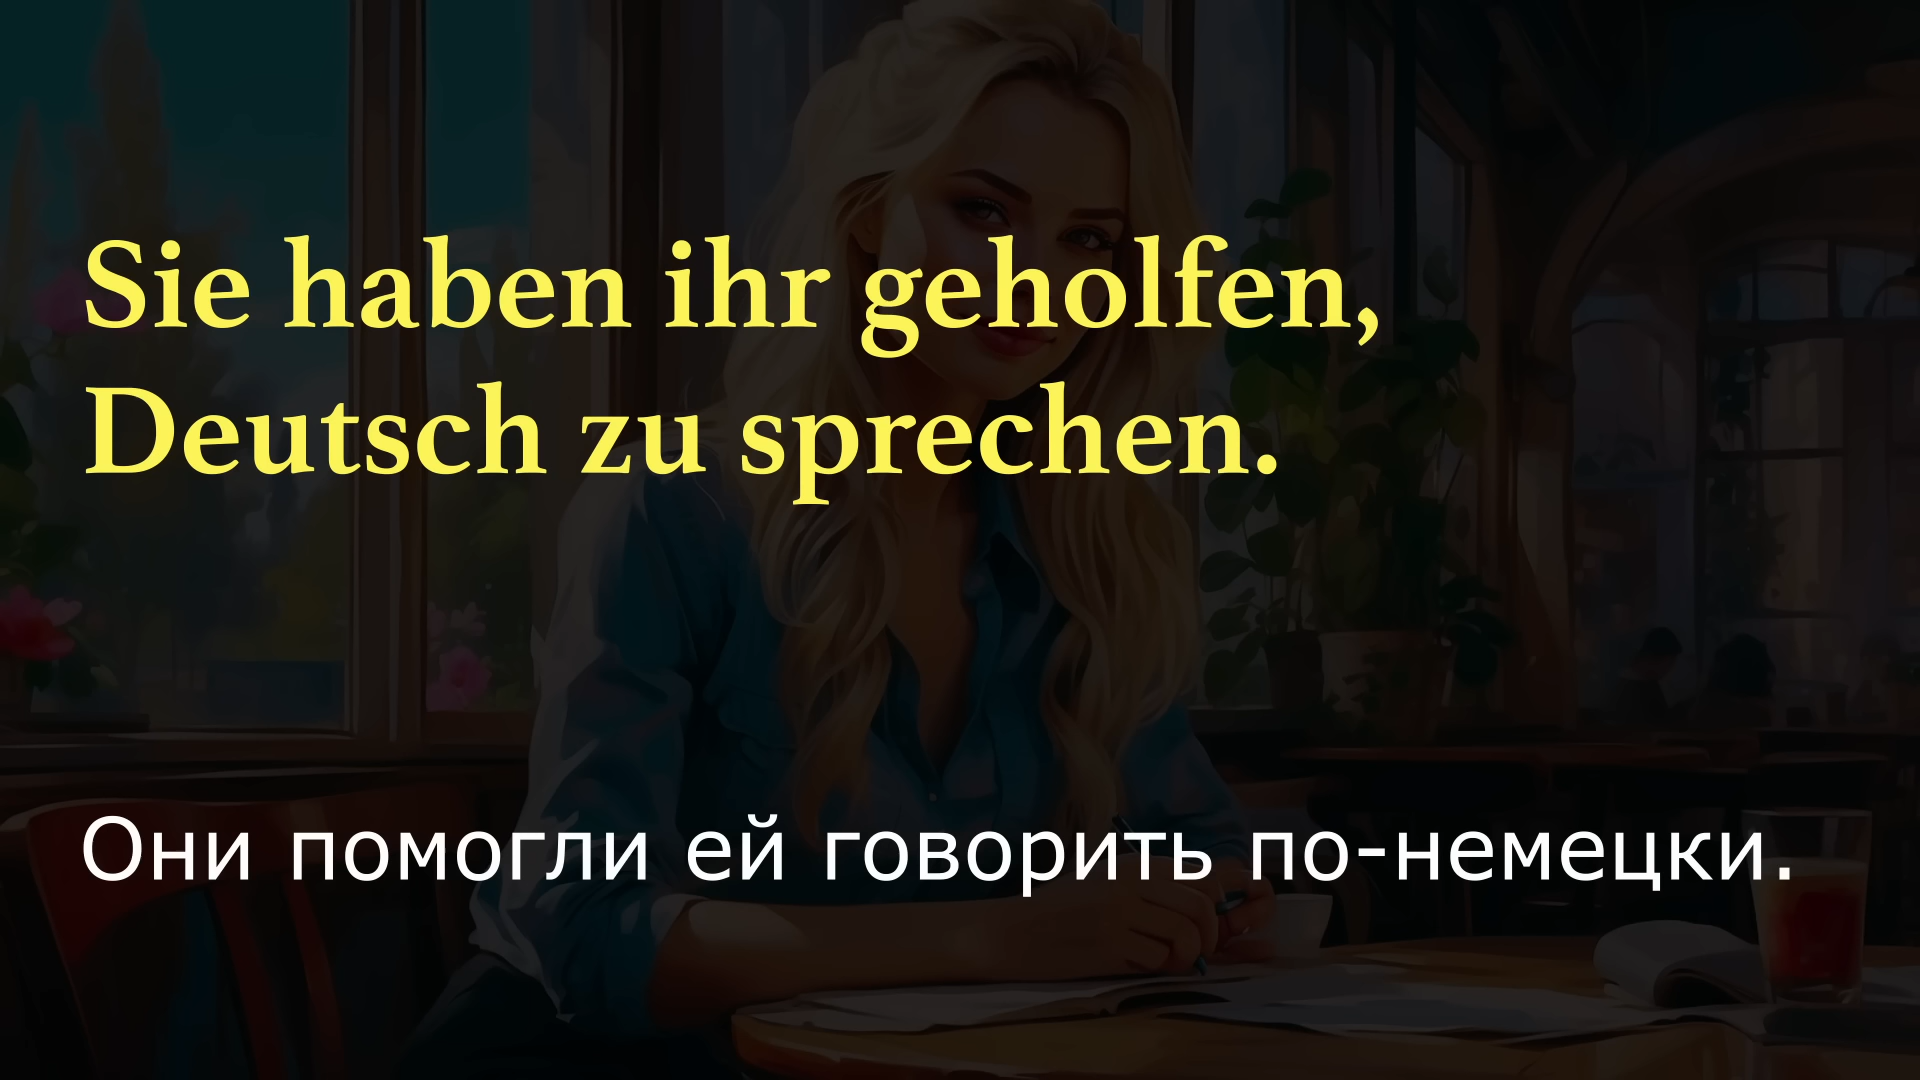 Sie haben ihr geholfen,
Deutsch zu sprechen.
Они помогли ей говорить по-немецки.